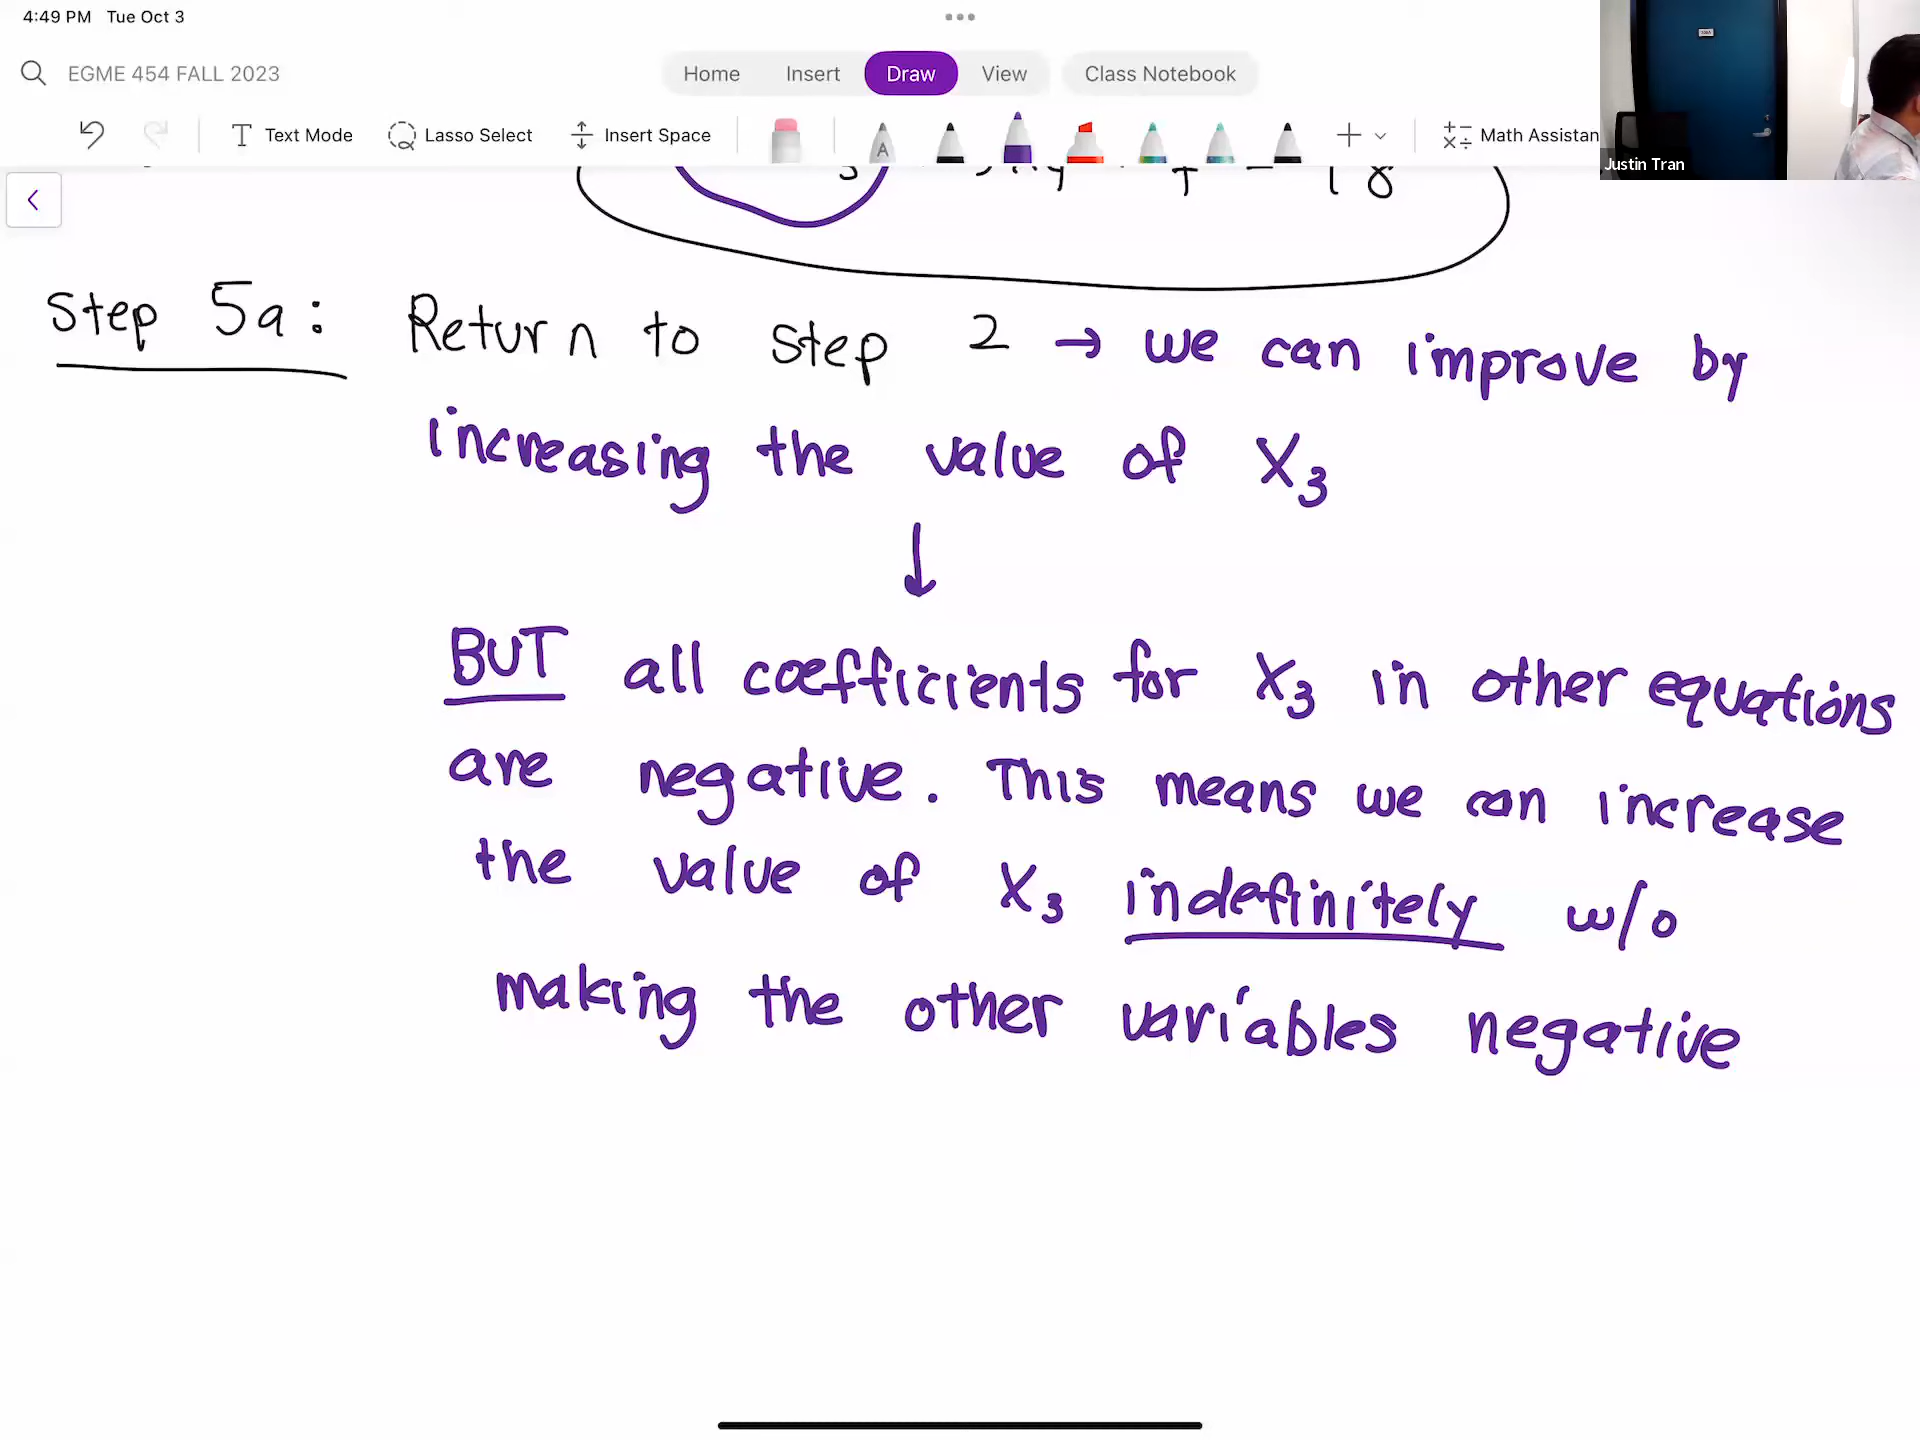 4:49 PM Tue Oct 3
EGME 454 FALL 2023
Home Insert Draw View Class Notebook
Text Mode Lasso Select Insert Space A Math Assistan
Justin Tran
Step 5a: Return to step 2 → we can improve by
increasing the value of X₃
↓
BUT all coefficients for X₃ in other equations
are negative. This means we can increase
the value of X₃ indefinitely w/o
making the other variables negative